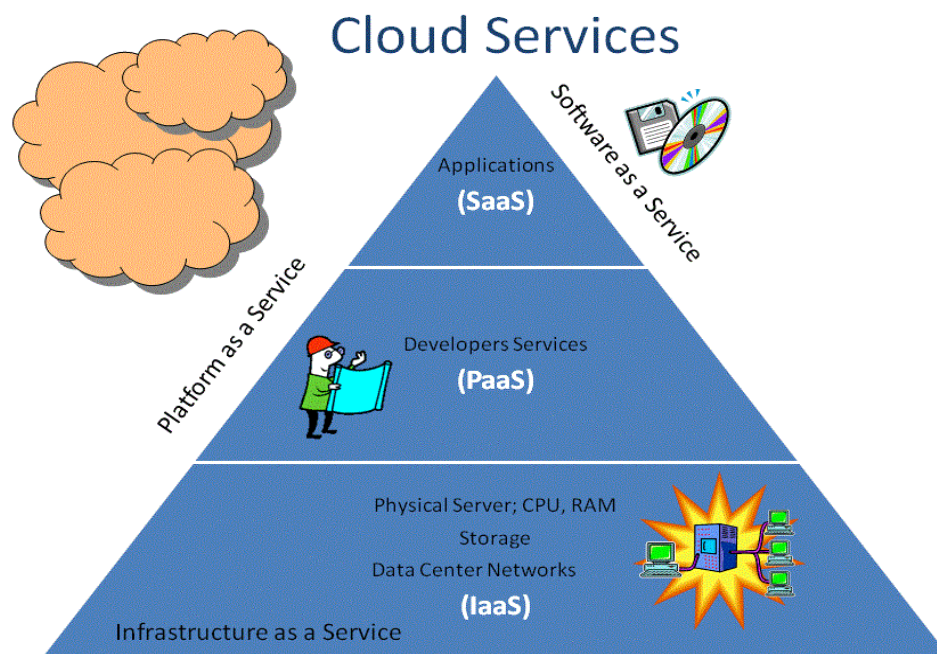 Cloud Services
Software as a Service
Applications
(SaaS)
Platform as a Service
Developers Services
(PaaS)
Physical Server; CPU, RAM
Storage
Data Center Networks
(IaaS)
Infrastructure as a Service